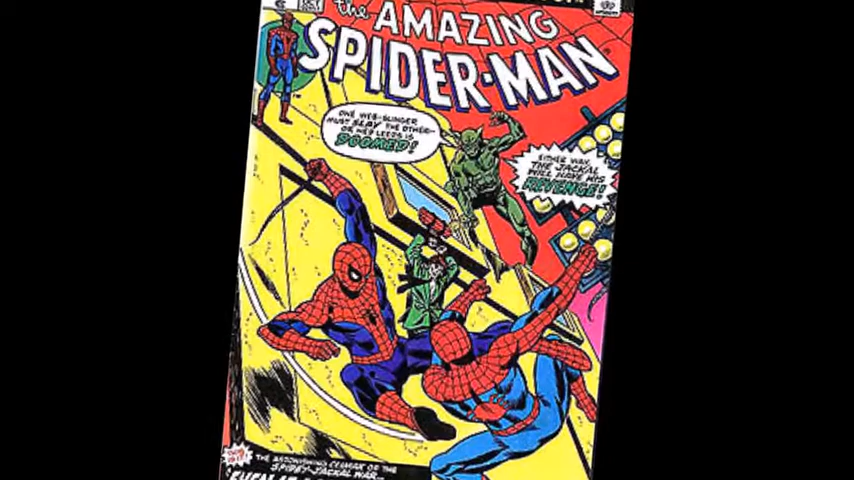 the AMAZING
SPIDER-MAN
ONE WEB-SLINGER
MUST SLAY THE OTHER--
OR NED LEEDS IS
DOOMED!
EITHER WAY,
THE JACKAL
WILL HAVE HIS
REVENGE!
THE ASTONISHING CLIMAX OF THE
SPIDEY-JACKAL WAR...